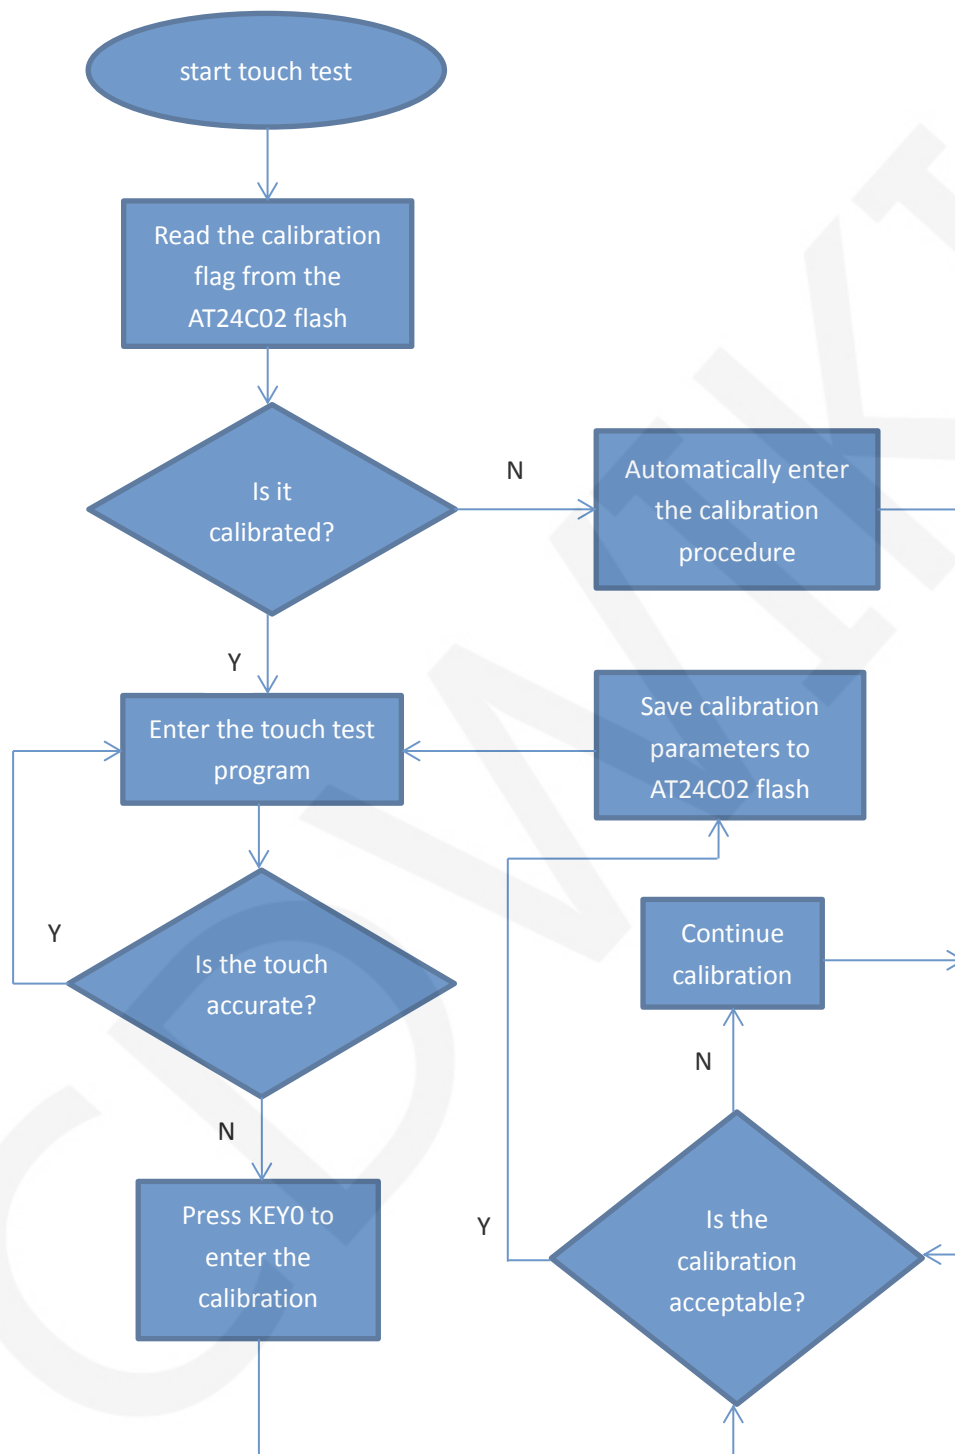 start touch test
Read the calibration
flag from the
AT24C02 flash
Is it
calibrated?
N
Automatically enter
the calibration
procedure
Y
Enter the touch test
program
Save calibration
parameters to
AT24C02 flash
Y
Is the touch
accurate?
Continue
calibration
N
N
Press KEY0 to
enter the
calibration
Y
Is the
calibration
acceptable?